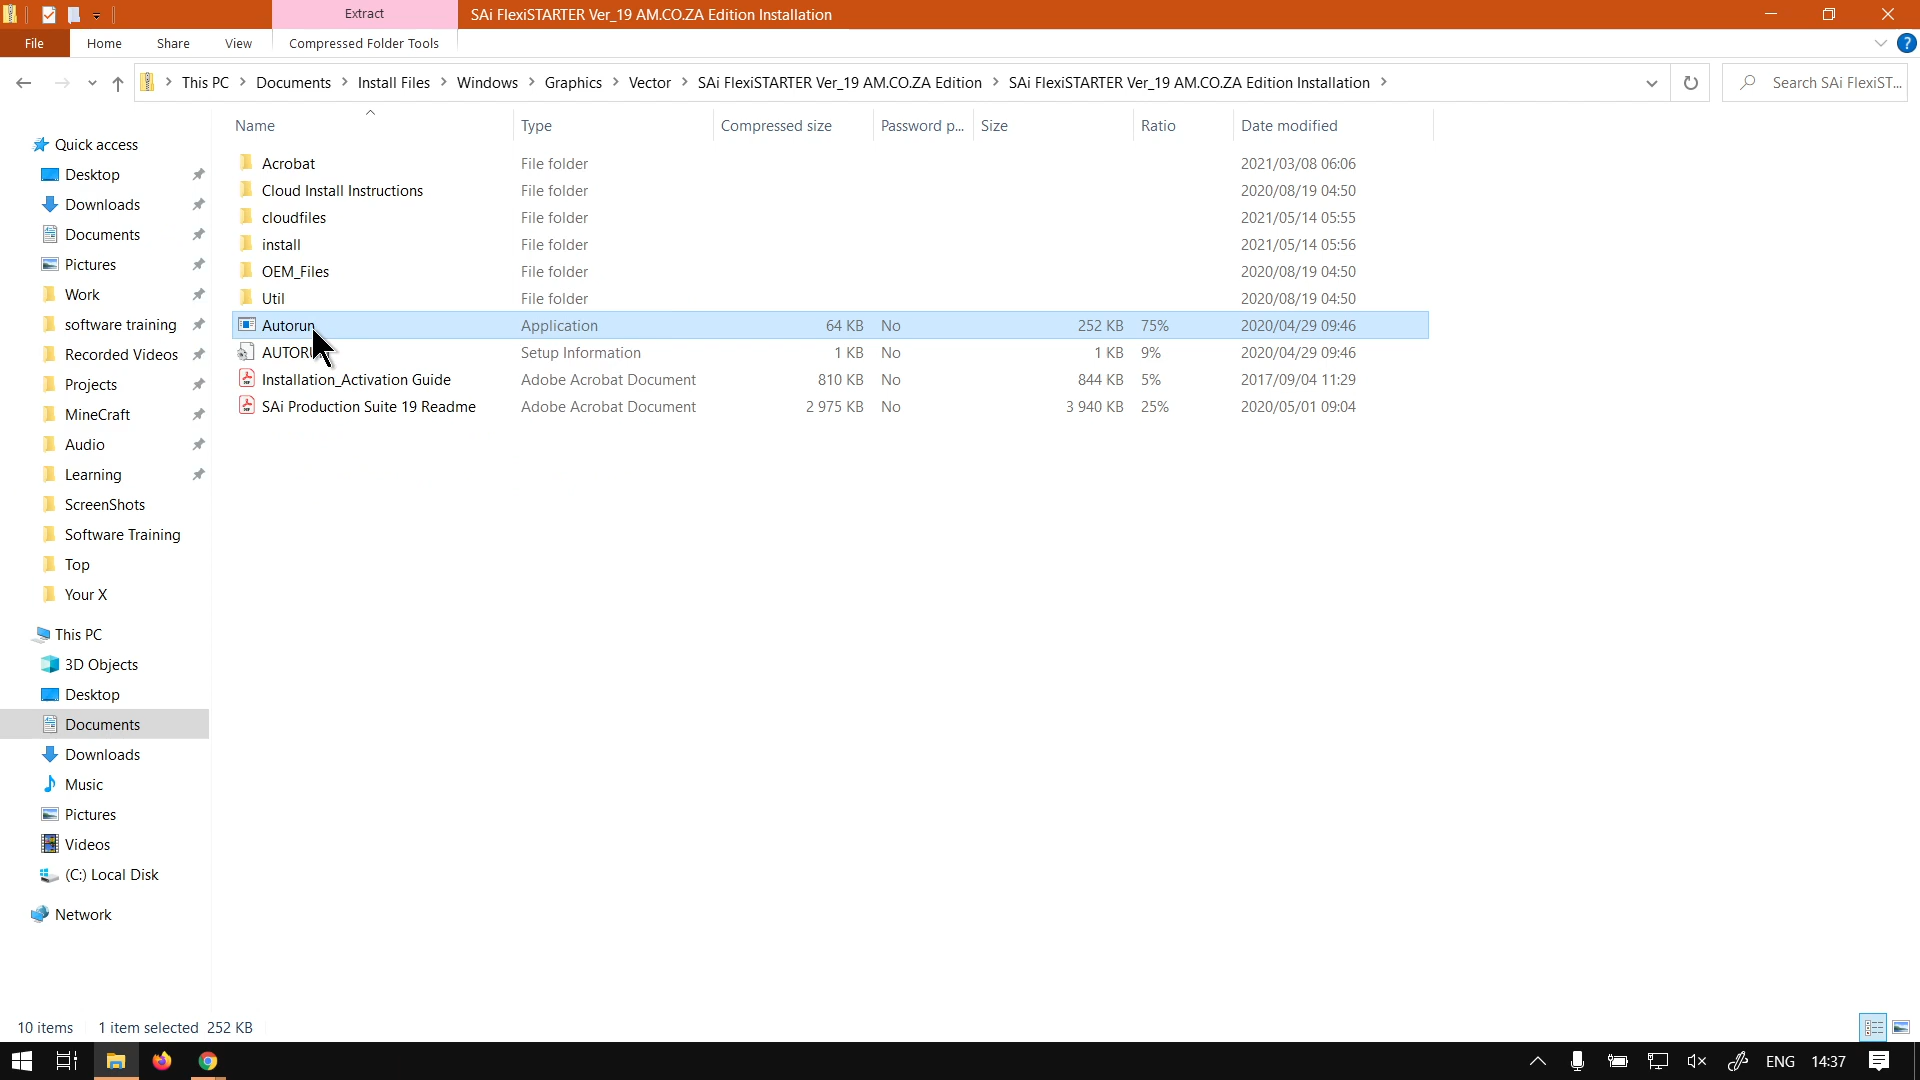 Extract
SAi FlexiSTARTER Ver_19 AM.CO.ZA Edition Installation
File
Home
Share
View
Compressed Folder Tools
?
This PC
Documents
Install Files
Windows
Graphics
Vector
SAi FlexiSTARTER Ver_19 AM.CO.ZA Edition
SAi FlexiSTARTER Ver_19 AM.CO.ZA Edition Installation
Search SAi FlexiST...
Name Type Compressed size Password p... Size Ratio Date modified
Acrobat File folder 2021/03/08 06:06
Cloud Install Instructions File folder 2020/08/19 04:50
cloudfiles File folder 2021/05/14 05:55
install File folder 2021/05/14 05:56
OEM_Files File folder 2020/08/19 04:50
Util File folder 2020/08/19 04:50
Autorun Application 64 KB No 252 KB 75% 2020/04/29 09:46
Setup Information 1 KB No 1 KB 9% 2020/04/29 09:46
Installation_Activation Guide Adobe Acrobat Document 810 KB No 844 KB 5% 2017/09/04 11:29
SAi Production Suite 19 Readme Adobe Acrobat Document 2 975 KB No 3 940 KB 25% 2020/05/01 09:04
Quick access
Desktop
Downloads
Documents
Pictures
Work
software training
Recorded Videos
Projects
MineCraft
Audio
Learning
ScreenShots
Software Training
Top
Your X
This PC
3D Objects
Desktop
Documents
Downloads
Music
Pictures
Videos
(C:) Local Disk
Network
10 items 1 item selected 252 KB
ENG 14:37